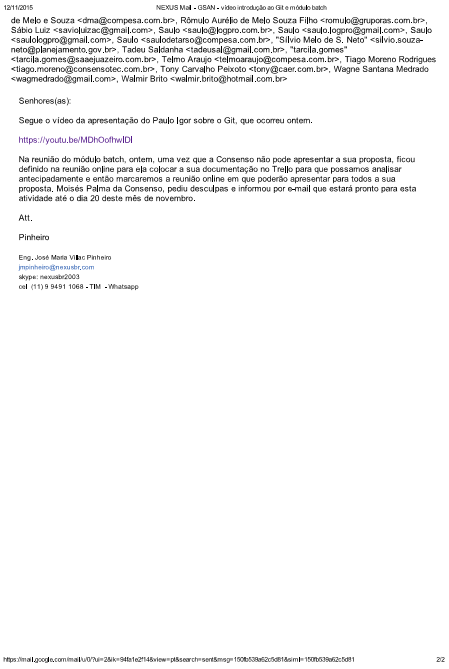 12/11/2015 NEXUS Mail - GSAN - vídeo introdução ao Git e módulo batch
de Melo e Souza <dma@compesa.com.br>, Rômulo Aurélio de Melo Souza Filho <romulo@gruporas.com.br>,
Sábio Luiz <savioluizac@gmail.com>, Saulo <saulo@logpro.com.br>, Saulo <saulo.logpro@gmail.com>, Saulo
<saulologpro@gmail.com>, Saulo <saulodetarso@compesa.com.br>, "Silvio Melo de S. Neto" <silvio.souza-
neto@planejamento.gov.br>, Tadeu Saldanha <tadeusal@gmail.com.br>, "tarcila.gomes"
<tarcila.gomes@saaejuazeiro.com.br>, Telmo Araujo <telmoaraujo@compesa.com.br>, Tiago Moreno Rodrigues
<tiago.moreno@consensotec.com.br>, Tony Carvalho Peixoto <tony@caer.com.br>, Wagne Santana Medrado
<wagmedrado@gmail.com>, Walmir Brito <walmir.brito@hotmail.com.br>
Senhores(as):
Segue o vídeo da apresentação do Paulo Igor sobre o Git, que ocorreu ontem.
https://youtu.be/MDhOofhwIDI
Na reunião do módulo batch, ontem, uma vez que a Consenso não pode apresentar a sua proposta, ficou
definido na reunião online para ela colocar a sua documentação no Trello para que possamos analisar
antecipadamente e então marcaremos a reunião online em que poderão apresentar para todos a sua
proposta. Moisés Palma da Consenso, pediu desculpas e informou por e-mail que estará pronto para esta
atividade até o dia 20 deste mês de novembro.
Att.
Pinheiro
Eng. José Maria Villac Pinheiro
jmpinheiro@nexusbr.com
skype: nexusbr2003
cel (11) 9 9491 1068 - TIM - Whatsapp
https://mail.google.com/mail/u/0/?ui=2&ik=94fa1e2f14&view=pt&search=sent&msg=150fb539a62c5d81&siml=150fb539a62c5d81 2/2